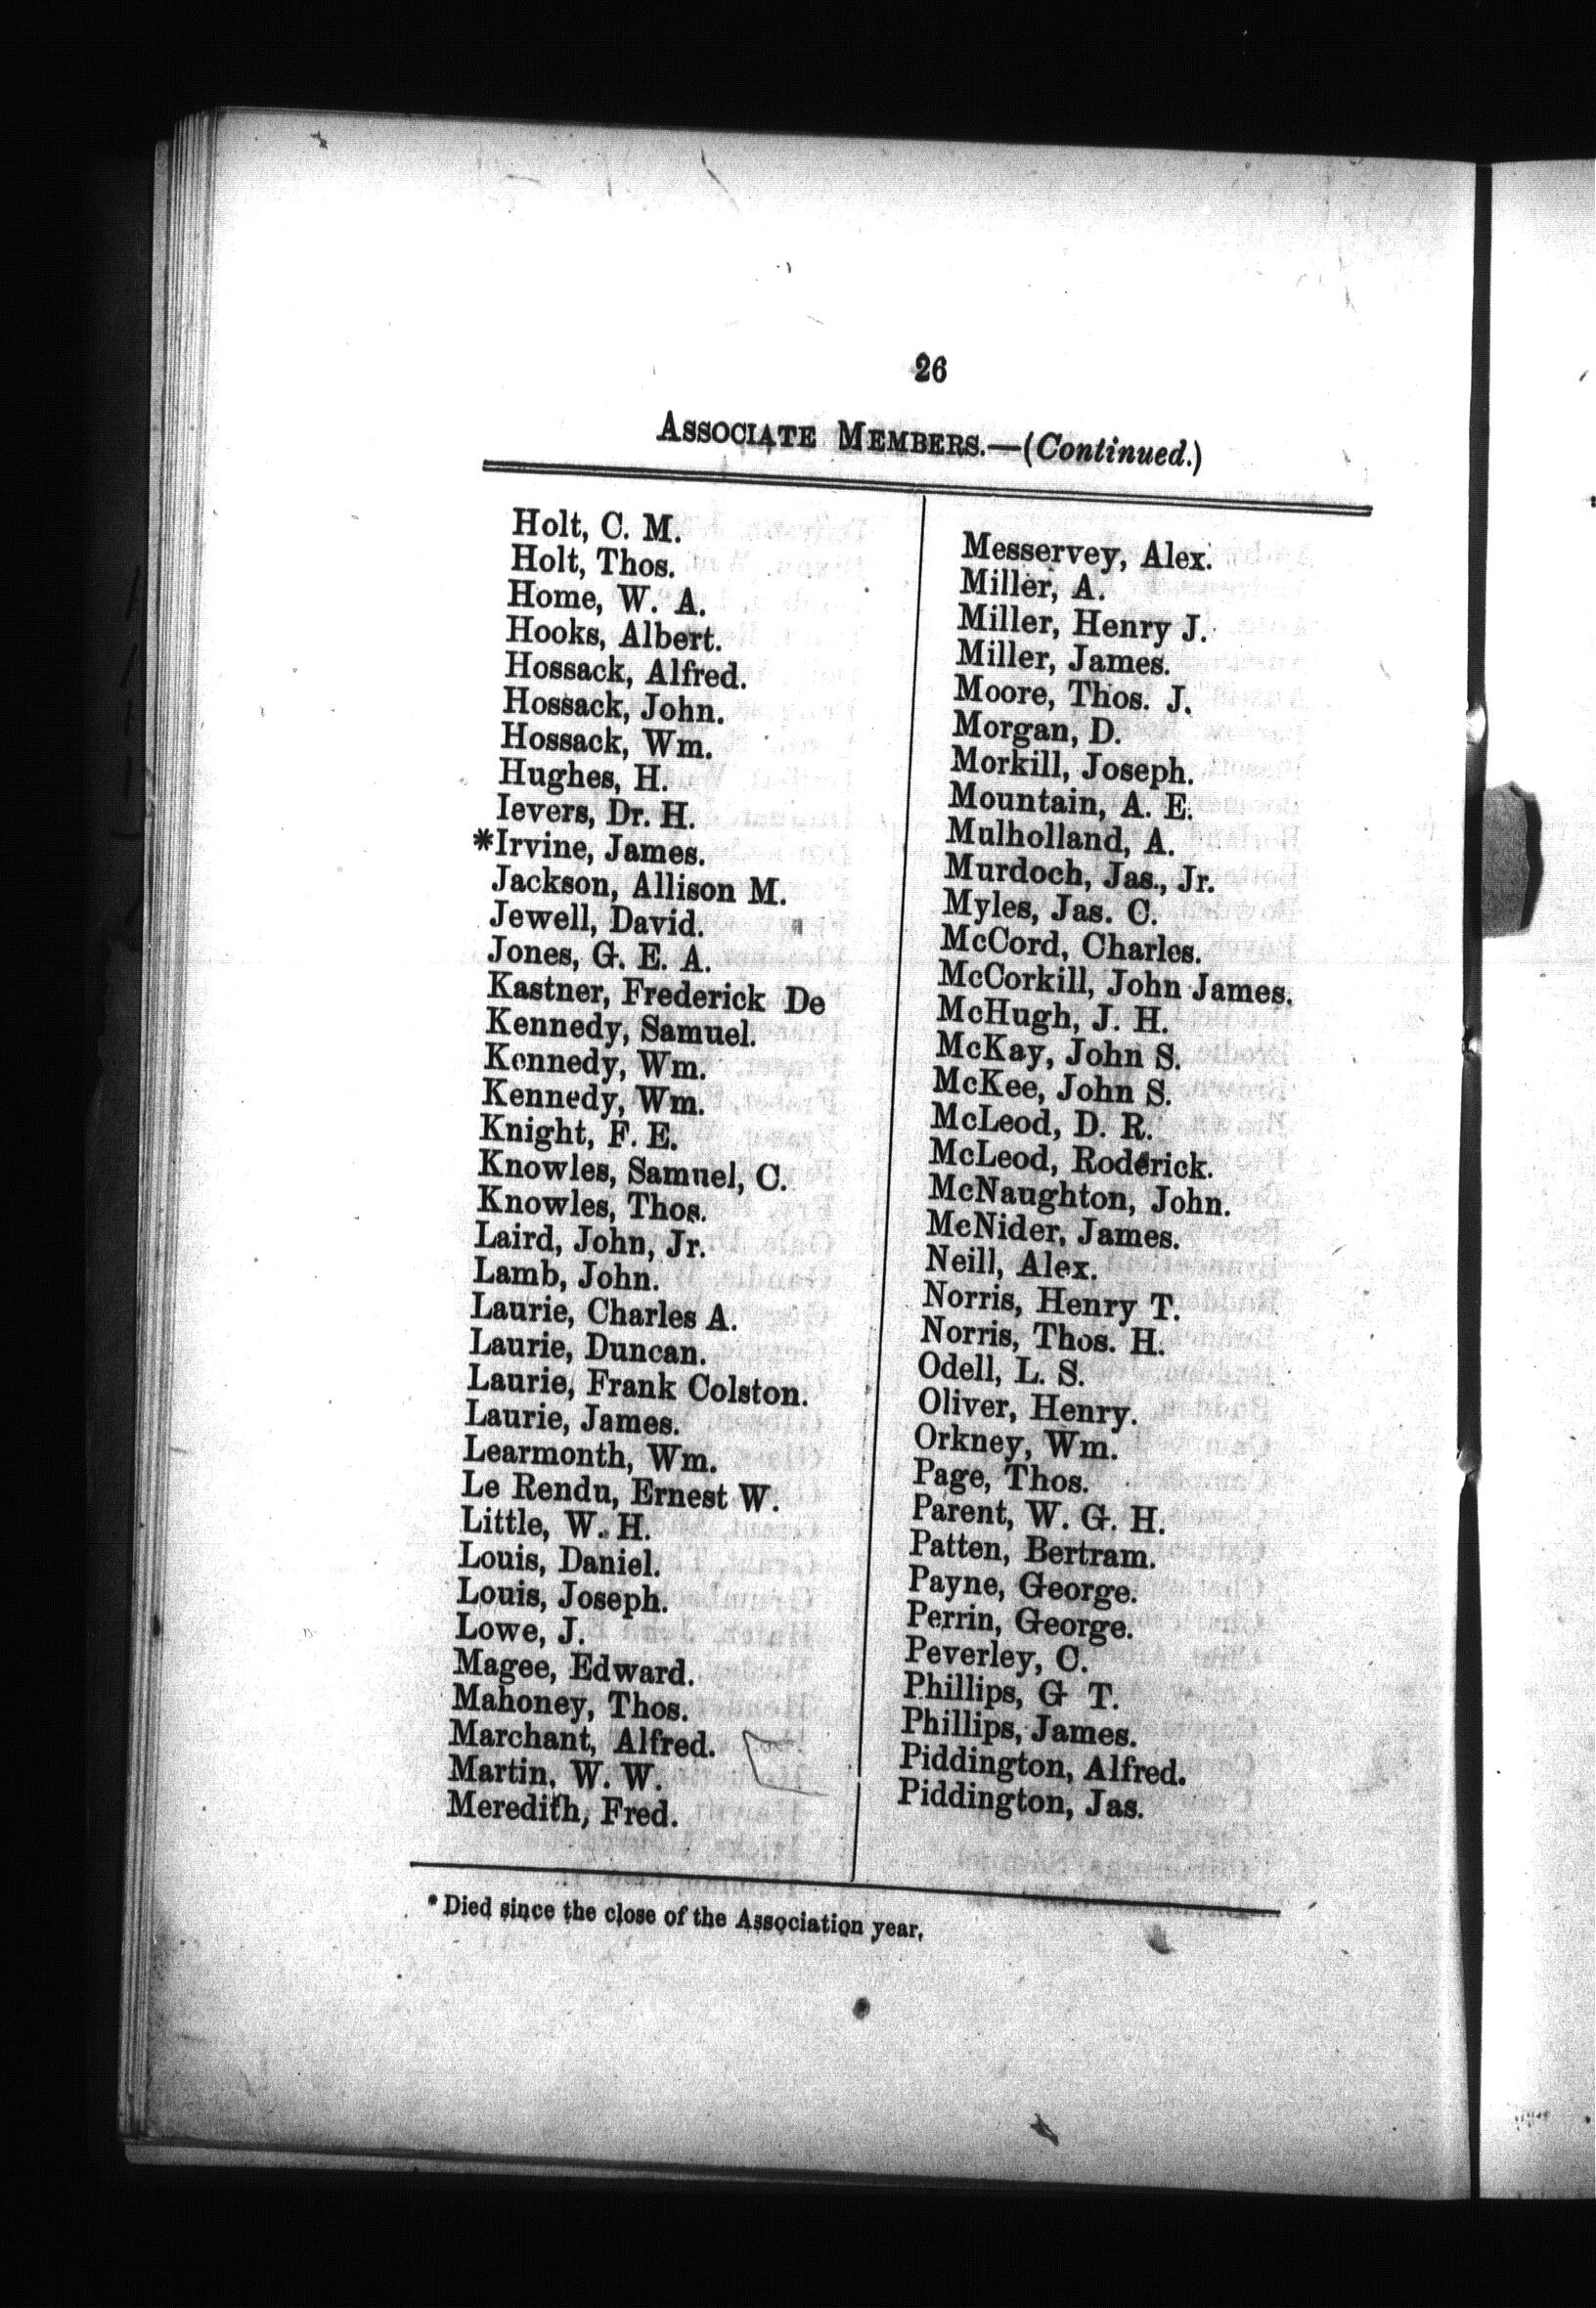 26
ASSOCIATE MEMBERS.—(Continued.)
Holt, C. M.
Holt, Thos.
Home, W. A.
Hooks, Albert.
Hossack, Alfred.
Hossack, John.
Hossack, Wm.
Hughes, H.
Ievers, Dr. H.
*Irvine, James.
Jackson, Allison M.
Jewell, David.
Jones, G. E. A.
Kastner, Frederick De
Kennedy, Samuel.
Kennedy, Wm.
Kennedy, Wm.
Knight, F. E.
Knowles, Samuel, C.
Knowles, Thos.
Laird, John, Jr.
Lamb, John.
Laurie, Charles A.
Laurie, Duncan.
Laurie, Frank Colston.
Laurie, James.
Learmonth, Wm.
Le Rendu, Ernest W.
Little, W. H.
Louis, Daniel.
Louis, Joseph.
Lowe, J.
Magee, Edward.
Mahoney, Thos.
Marchant, Alfred.
Martin, W. W.
Meredith, Fred.
Messervey, Alex.
Miller, A.
Miller, Henry J.
Miller, James.
Moore, Thos. J.
Morgan, D.
Morkill, Joseph.
Mountain, A. E.
Mulholland, A.
Murdoch, Jas., Jr.
Myles, Jas. C.
McCord, Charles.
McCorkill, John James.
McHugh, J. H.
McKay, John S.
McKee, John S.
McLeod, D. R.
McLeod, Roderick.
McNaughton, John.
McNider, James.
Neill, Alex.
Norris, Henry T.
Norris, Thos. H.
Odell, L. S.
Oliver, Henry.
Orkney, Wm.
Page, Thos.
Parent, W. G. H.
Patten, Bertram.
Payne, George.
Perrin, George.
Peverley, C.
Phillips, G T.
Phillips, James.
Piddington, Alfred.
Piddington, Jas.
* Died since the close of the Association year.